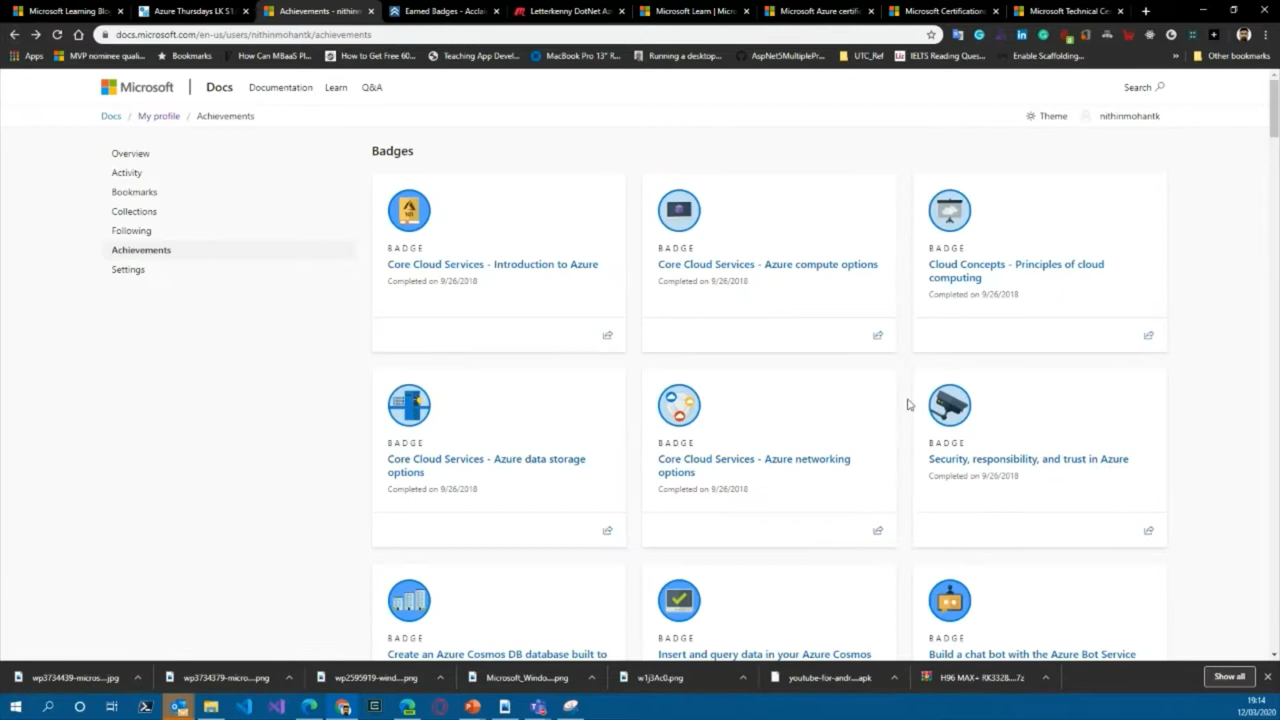 Microsoft Learning Blo
Azure Thursdays LK S1
Achievements - nithinm
Earned Badges - Accla
Letterkenny DotNet Az
Microsoft Learn | Micro
Microsoft Azure certific
Microsoft Certification
Microsoft Technical Ce
docs.microsoft.com/en-us/users/nithinmohantk/achievements
Apps
MVP nominee quali...
Bookmarks
How Can MBaaS Pl...
How to Get Free 60...
Teaching App Devel...
MacBook Pro 13" R...
Running a desktop...
AspNet5MultiplePr...
UTC_Ref
IELTS Reading Ques...
Enable Scaffolding...
Other bookmarks
Microsoft
Docs
Documentation
Learn
Q&A
Search
Docs / My profile / Achievements
Theme
nithinmohantk
Overview
Activity
Bookmarks
Collections
Following
Achievements
Settings
Badges
BADGE
Core Cloud Services - Introduction to Azure
Completed on 9/26/2018
BADGE
Core Cloud Services - Azure compute options
Completed on 9/26/2018
BADGE
Cloud Concepts - Principles of cloud
computing
Completed on 9/26/2018
BADGE
Core Cloud Services - Azure data storage
options
Completed on 9/26/2018
BADGE
Core Cloud Services - Azure networking
options
Completed on 9/26/2018
BADGE
Security, responsibility, and trust in Azure
Completed on 9/26/2018
BADGE
Create an Azure Cosmos DB database built to
BADGE
Insert and query data in your Azure Cosmos
BADGE
Build a chat bot with the Azure Bot Service
wp3734439-micros....jpg
wp3734379-micro....png
wp2595919-wind....png
Microsoft_Windo....png
w1j3Ac0.png
youtube-for-andr....apk
H96 MAX+ RK3328....7z
Show all
19:14
12/03/2020